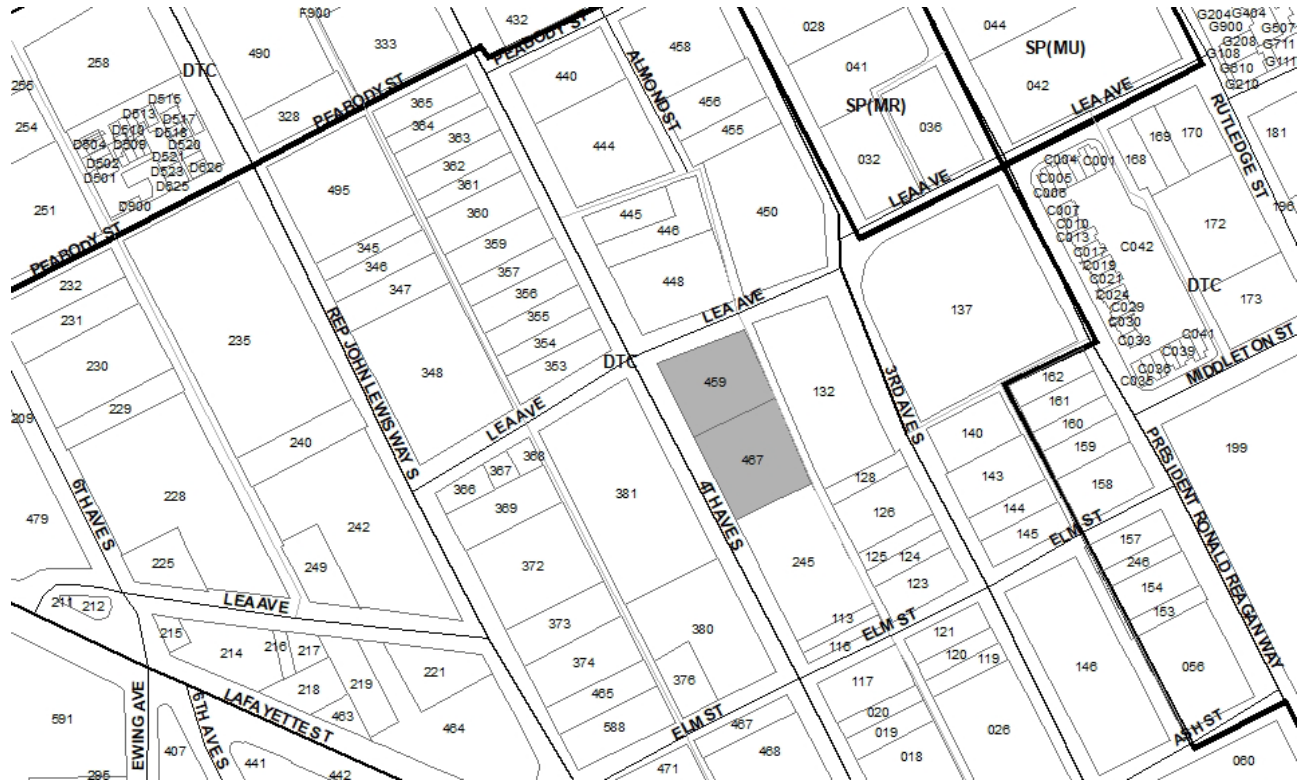 F900
432
PEABODY ST
458
028
044
G204
G404
G900
G507
490
333
ALMOND ST
SP(MU)
G208
G711
258
DTC
440
041
G108
G111
255
PEABODY ST
365
456
SP(MR)
042
LEA AVE
G610
G210
D515
D513
D517
328
364
455
036
RUTLEDGE ST
254
D510
D518
363
444
032
169
170
181
D504
D509
D520
D502
D521
D526
362
C004
C001
168
D501
D523
495
361
LEA AVE
C005
D525
C006
251
D900
360
445
450
C007
196
446
C010
172
PEABODY ST
345
359
C013
C042
346
357
448
C017
232
347
356
C019
DTC
C021
231
235
355
LEA AVE
137
C024
173
REP JOHN LEWIS WAY S
354
C029
C030
230
348
353
DTC
C033
C041
MIDDLETON ST
459
162
C039
C036
C035
229
132
3RD AVE S
161
209
LEA AVE
160
240
140
159
PRESIDENT RONALD REAGAN WAY
199
368
467
143
366
367
128
158
6TH AVE S
228
381
4TH AVE S
369
126
144
479
242
145
ELM ST
157
225
249
372
245
125
124
246
123
154
211
212
LEA AVE
153
373
113
215
380
116
ELM ST
121
216
217
214
374
120
119
056
221
376
117
146
218
219
465
463
020
591
EWING AVE
6TH AVE S
LAFAYETTE ST
464
588
ELM ST
467
019
026
ASH ST
407
441
468
018
295
442
471
060